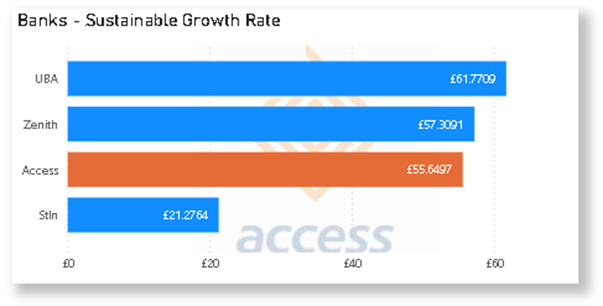 Banks - Sustainable Growth Rate
UBA £61.7709
Zenith £57.3091
Access £55.6497
StIn £21.2764
access
£0 £20 £40 £60